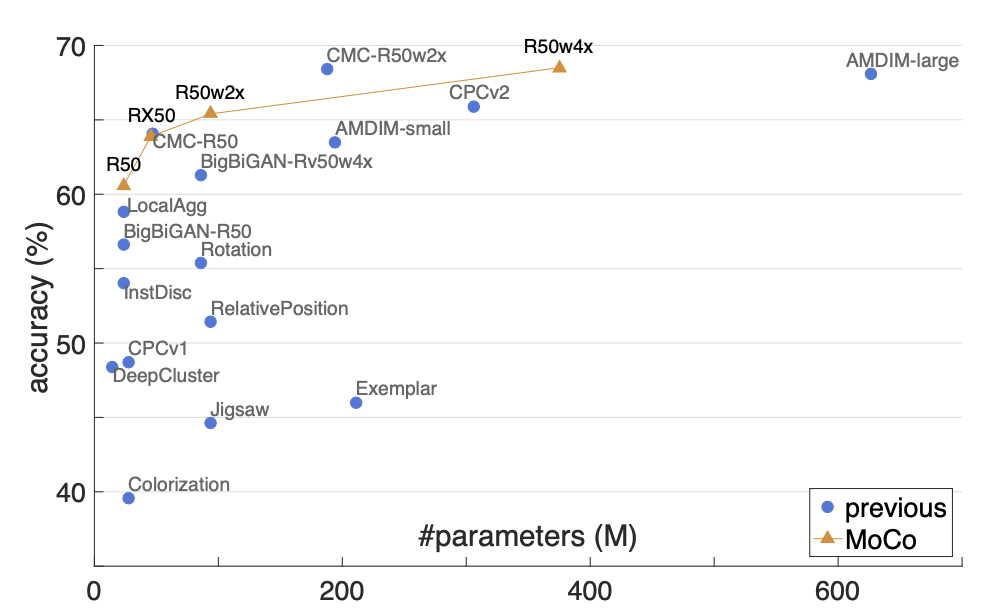 70
R50w4x
CMC-R50w2x
AMDIM-large
R50w2x
CPCv2
RX50
AMDIM-small
CMC-R50
R50
BigBiGAN-Rv50w4x
60
LocalAgg
BigBiGAN-R50
Rotation
InstDisc
RelativePosition
accuracy (%)
50
CPCv1
DeepCluster
Exemplar
Jigsaw
Colorization
40
previous
#parameters (M)
MoCo
0
200
400
600